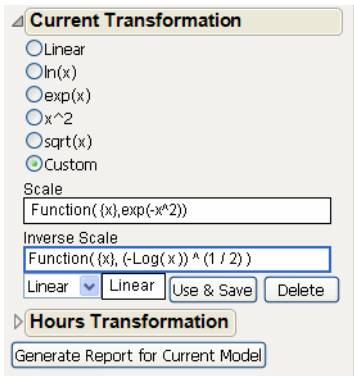 Current Transformation
Linear
ln(x)
exp(x)
x^2
sqrt(x)
Custom
Scale
Function( {x},exp(-x^2))
Inverse Scale
Function( {x}, (-Log( x )) ^ (1 / 2) )
Linear Linear Use & Save Delete
Hours Transformation
Generate Report for Current Model